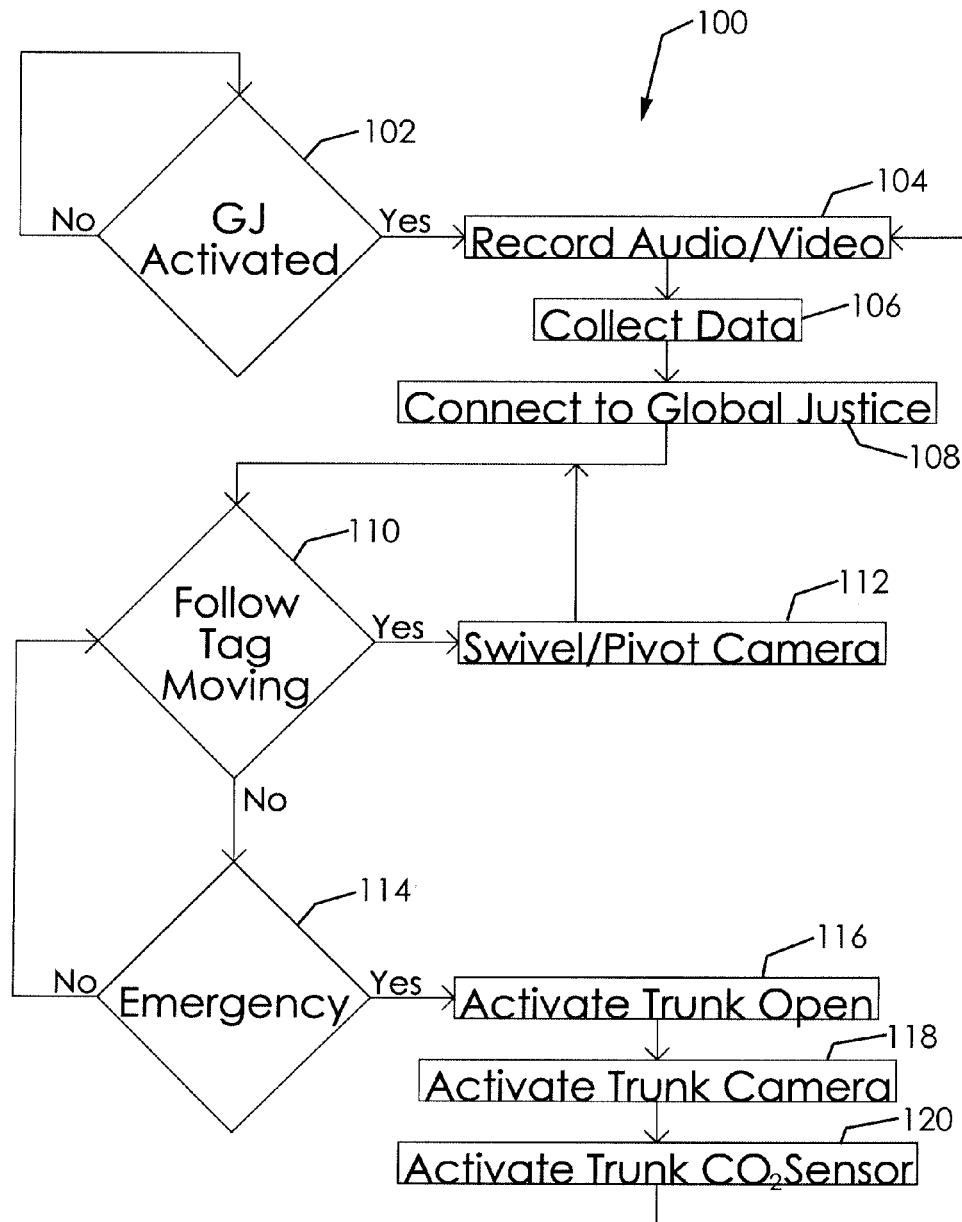 100
102
GJ
Activated
No
Yes
104
Record Audio/Video
106
Collect Data
Connect to Global Justice
108
110
Follow
Tag
Moving
Yes
112
Swivel/Pivot Camera
No
114
Emergency
No
Yes
116
Activate Trunk Open
118
Activate Trunk Camera
120
Activate Trunk CO₂ Sensor